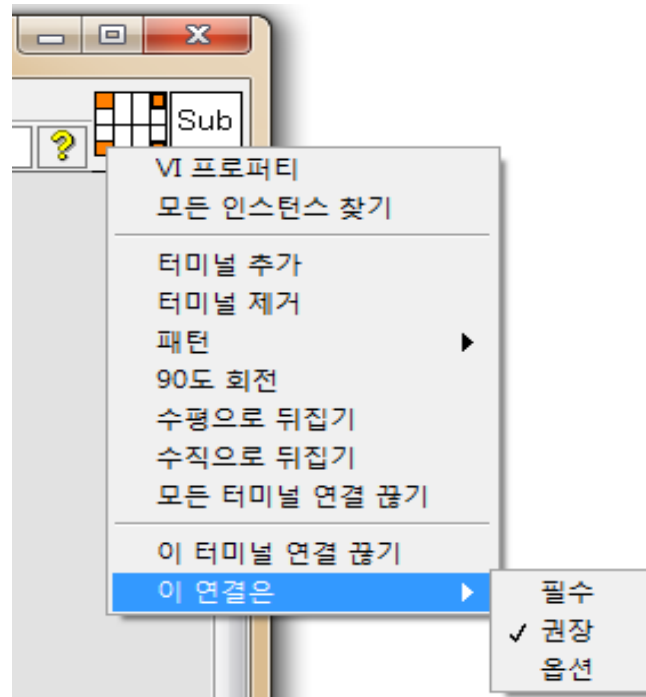 Sub
VI 프로퍼티
모든 인스턴스 찾기
터미널 추가
터미널 제거
패턴
90도 회전
수평으로 뒤집기
수직으로 뒤집기
모든 터미널 연결 끊기
이 터미널 연결 끊기
이 연결은
필수
권장
옵션